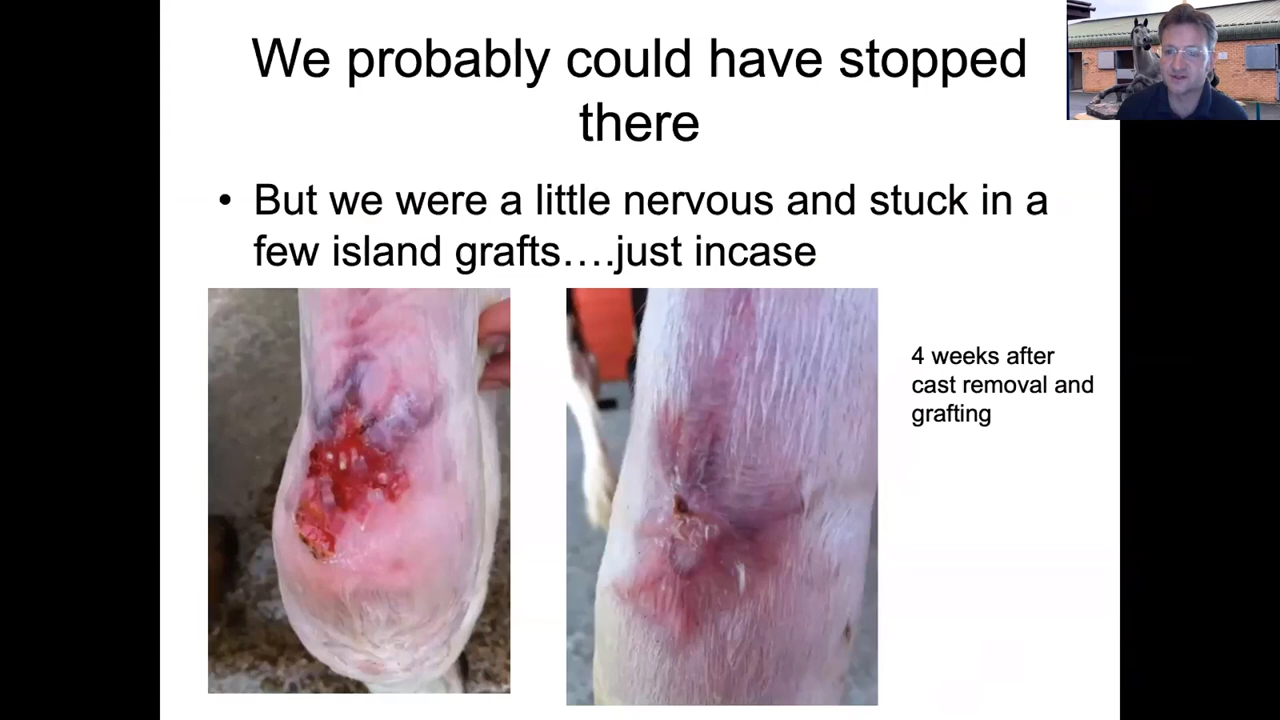 We probably could have stopped
there
• But we were a little nervous and stuck in a
few island grafts….just incase
4 weeks after
cast removal and
grafting